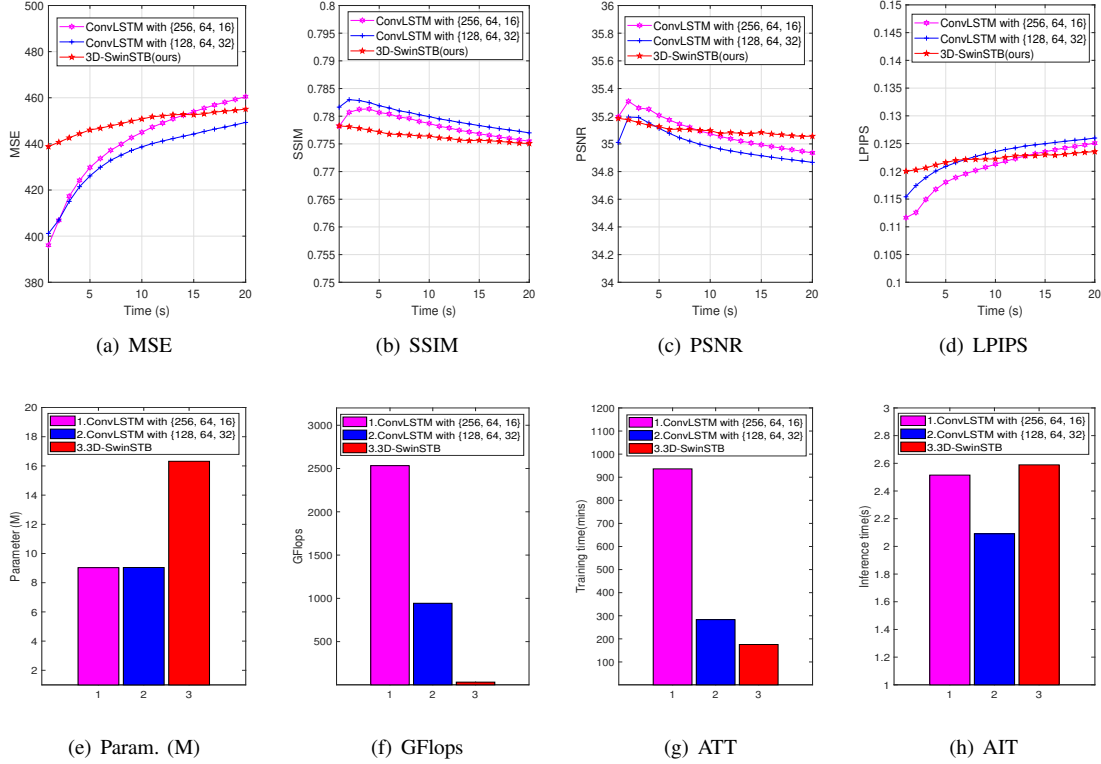 500
480
460
440
420
400
380
MSE
5 10 15 20
Time (s)
ConvLSTM with {256, 64, 16}
ConvLSTM with {128, 64, 32}
3D-SwinSTB(ours)
(a) MSE
0.8
0.795
0.79
0.785
0.78
0.775
0.77
0.765
0.76
0.755
0.75
SSIM
5 10 15 20
Time (s)
ConvLSTM with {256, 64, 16}
ConvLSTM with {128, 64, 32}
3D-SwinSTB(ours)
(b) SSIM
36
35.8
35.6
35.4
35.2
35
34.8
34.6
34.4
34.2
34
PSNR
5 10 15 20
Time (s)
ConvLSTM with {256, 64, 16}
ConvLSTM with {128, 64, 32}
3D-SwinSTB(ours)
(c) PSNR
0.15
0.145
0.14
0.135
0.13
0.125
0.12
0.115
0.11
0.105
0.1
LPIPS
5 10 15 20
Time (s)
ConvLSTM with {256, 64, 16}
ConvLSTM with {128, 64, 32}
3D-SwinSTB(ours)
(d) LPIPS
20
18
16
14
12
10
8
6
4
2
Parameter (M)
1 2 3
1.ConvLSTM with {256, 64, 16}
2.ConvLSTM with {128, 64, 32}
3.3D-SwinSTB
(e) Param. (M)
3000
2500
2000
1500
1000
500
GFlops
1 2 3
1.ConvLSTM with {256, 64, 16}
2.ConvLSTM with {128, 64, 32}
3.3D-SwinSTB
(f) GFlops
1200
1100
1000
900
800
700
600
500
400
300
200
100
Training time(mins)
1 2 3
1.ConvLSTM with {256, 64, 16}
2.ConvLSTM with {128, 64, 32}
3.3D-SwinSTB
(g) ATT
3
2.8
2.6
2.4
2.2
2
1.8
1.6
1.4
1.2
1
Inference time(s)
1 2 3
1.ConvLSTM with {256, 64, 16}
2.ConvLSTM with {128, 64, 32}
3.3D-SwinSTB
(h) AIT